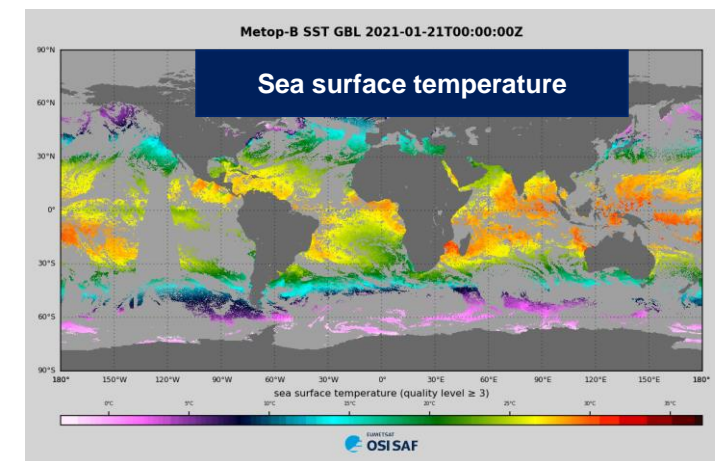 Metop-B SST GBL 2021-01-21T00:00:00Z
Sea surface temperature
90°N
60°N
30°N
0°
30°S
60°S
90°S
180° 150°W 120°W 90°W 60°W 30°W 0° 30°E 60°E 90°E 120°E 150°E 180°
sea surface temperature (quality level ≥ 3)
0°C 5°C 10°C 15°C 20°C 25°C 30°C 35°C
EUMETSAT
OSI SAF